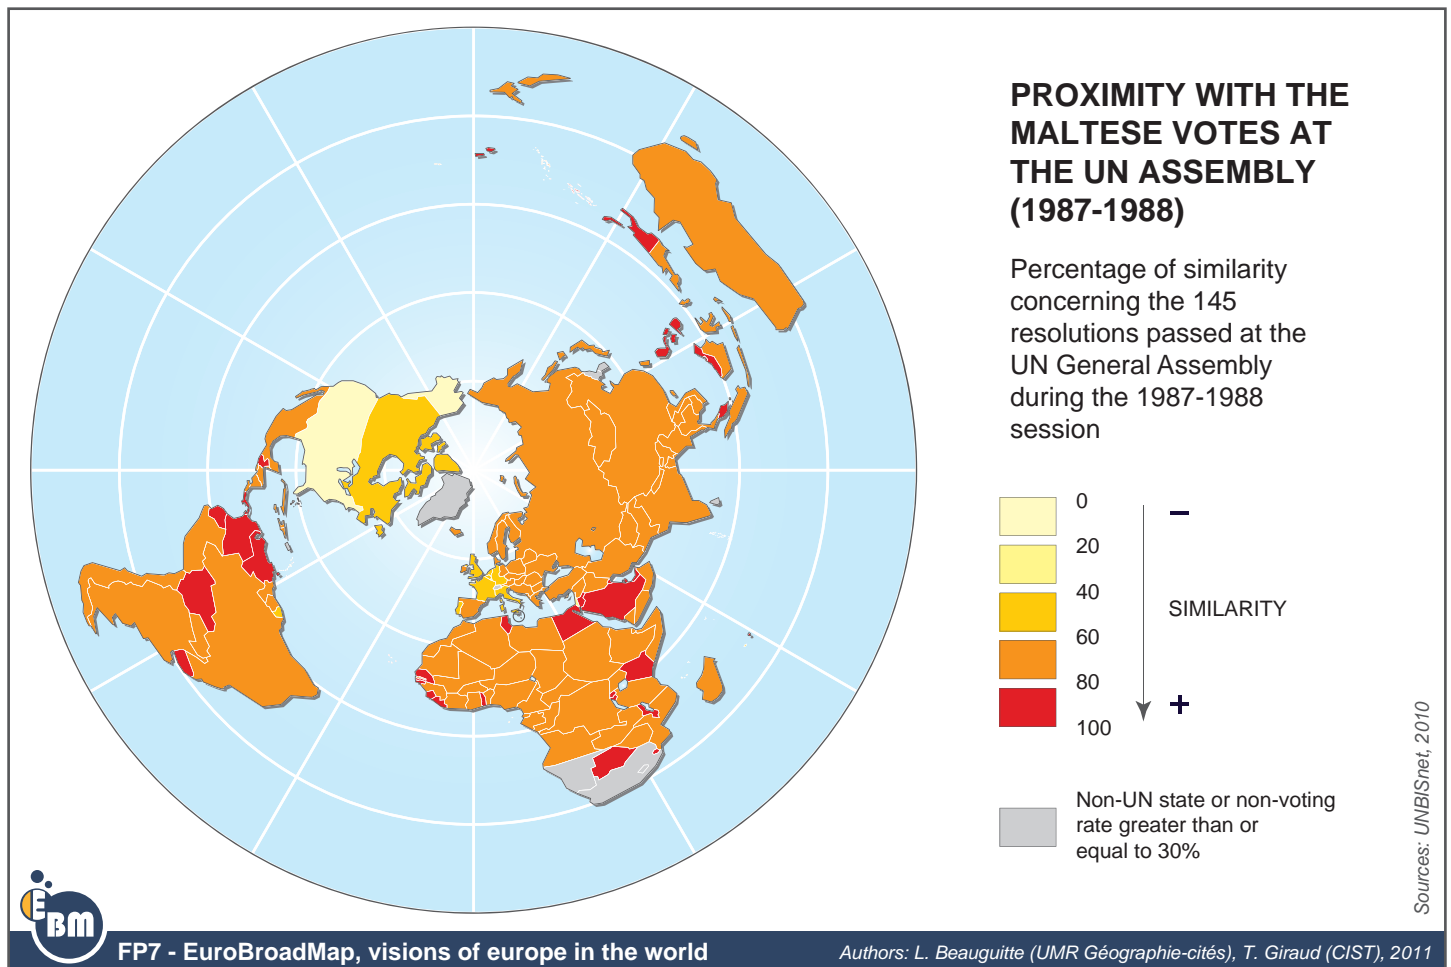 PROXIMITY WITH THE
MALTESE VOTES AT
THE UN ASSEMBLY
(1987-1988)
Percentage of similarity
concerning the 145
resolutions passed at the
UN General Assembly
during the 1987-1988
session
0
20
40
60
80
100
−
SIMILARITY
+
Non-UN state or non-voting
rate greater than or
equal to 30%
Sources: UNBISnet, 2010
EBM
FP7 - EuroBroadMap, visions of europe in the world
Authors: L. Beauguitte (UMR Géographie-cités), T. Giraud (CIST), 2011